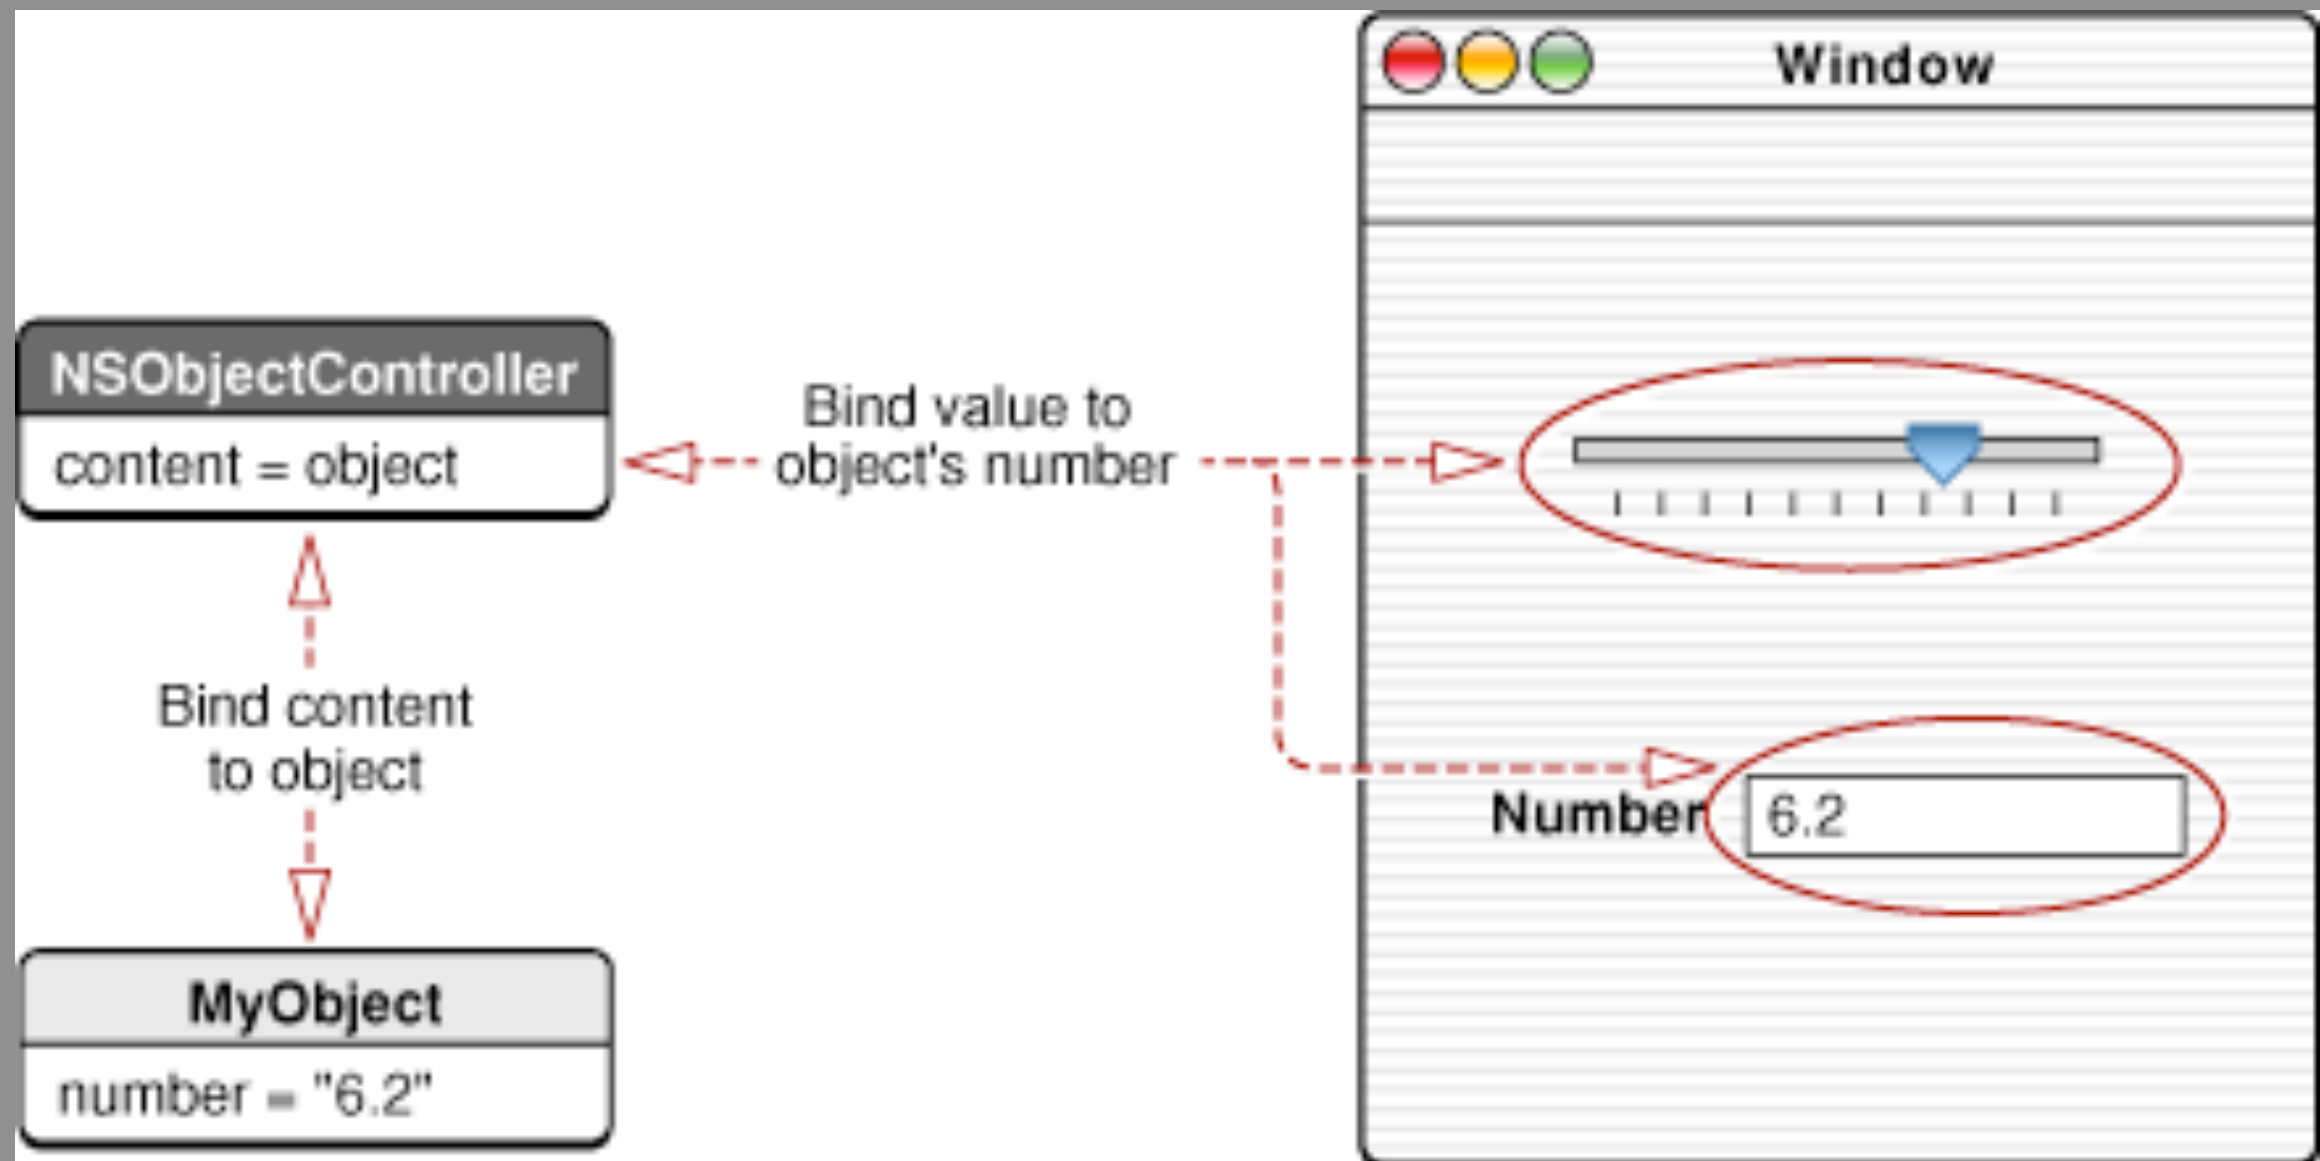 Window
NSObjectController
content = object
Bind value to
object's number
Bind content
to object
Number
6.2
MyObject
number = "6.2"